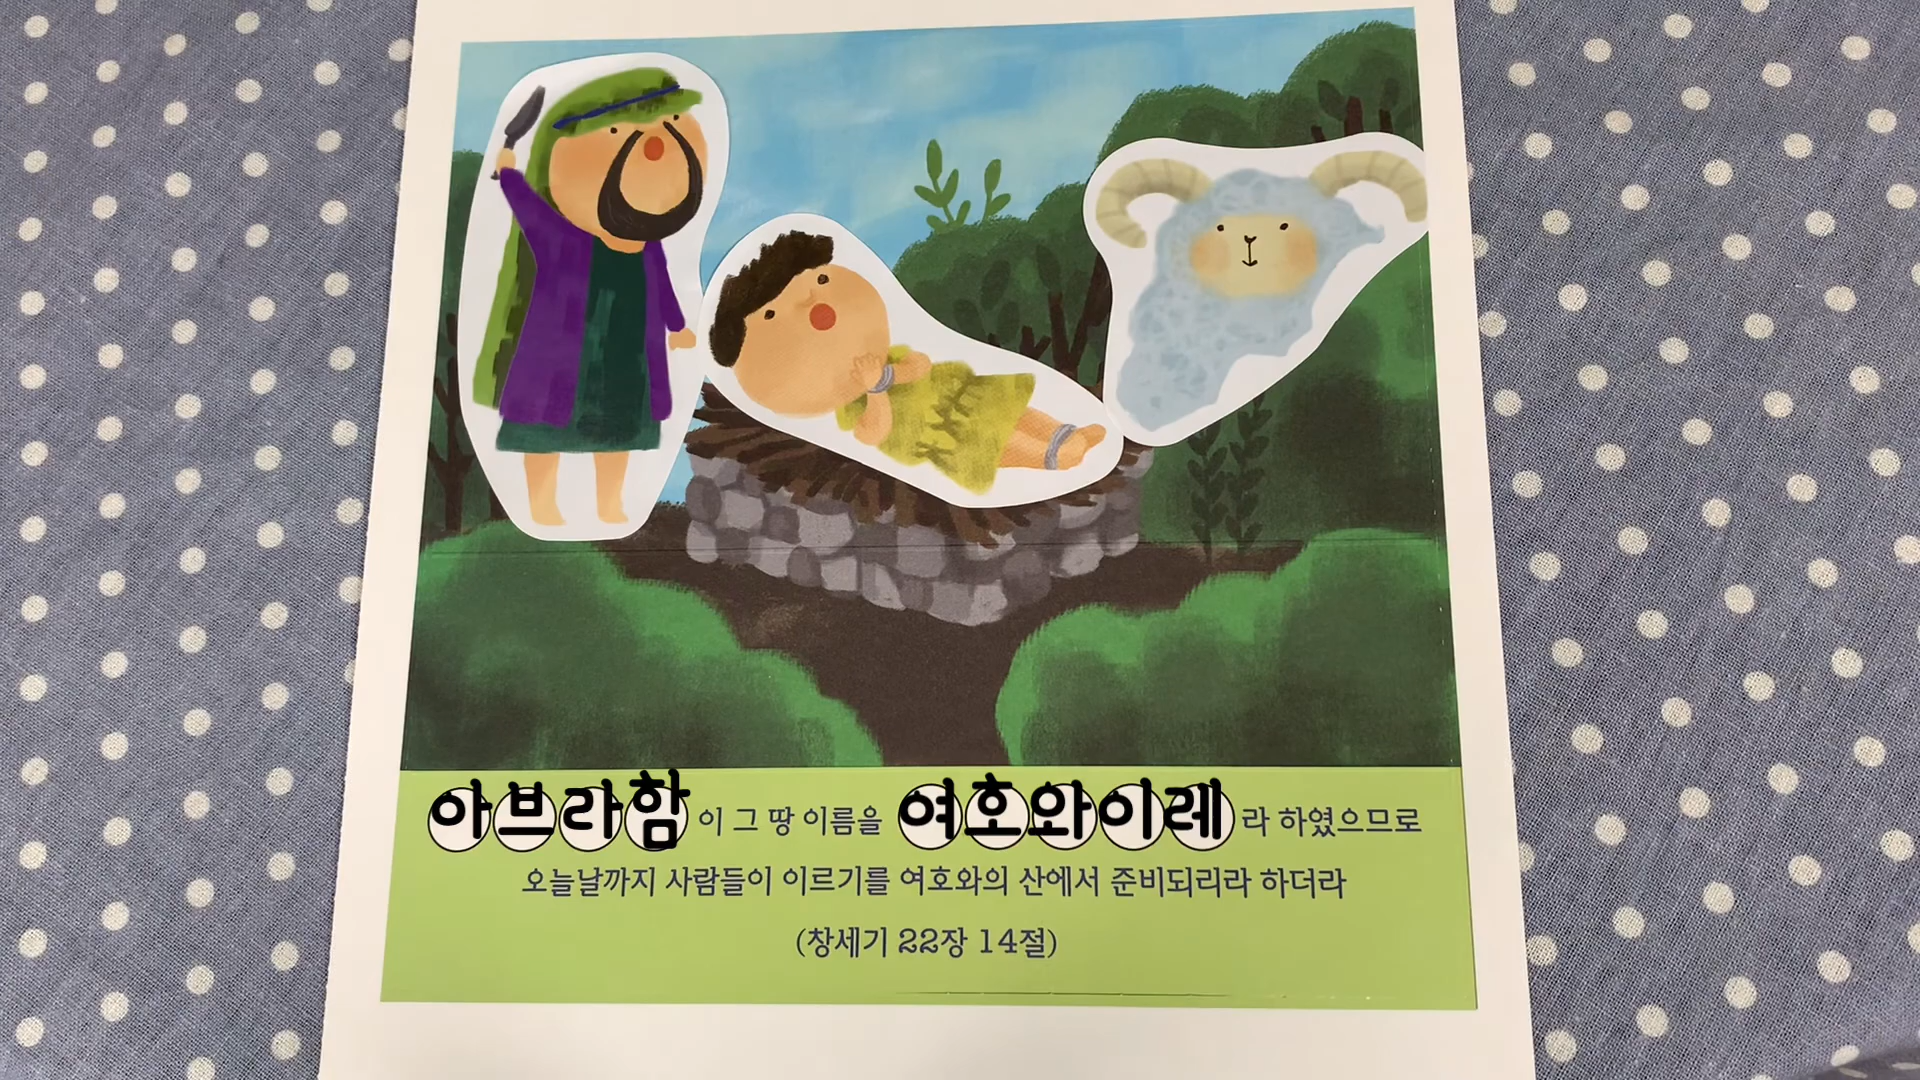 아브라함이 그 땅 이름을 여호와이레라 하였으므로
오늘날까지 사람들이 이르기를 여호와의 산에서 준비되리라 하더라
(창세기 22장 14절)